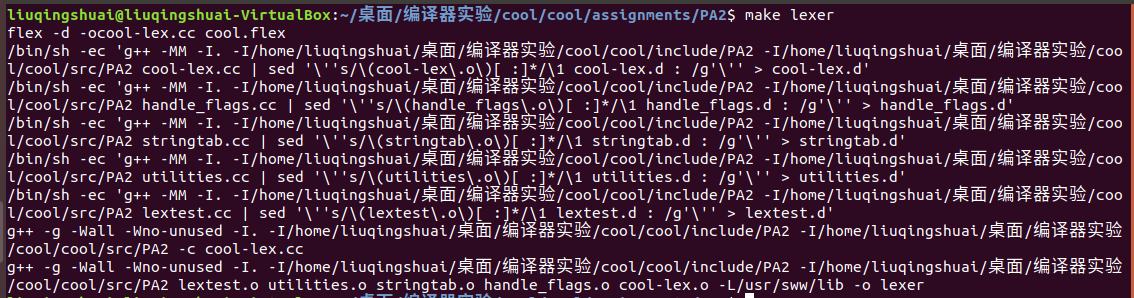 liuqingshuai@liuqingshuai-VirtualBox:~/桌面/编译器实验/cool/cool/assignments/PA2$ make lexer
flex -d -ocool-lex.cc cool.flex
/bin/sh -ec 'g++ -MM -I. -I/home/liuqingshuai/桌面/编译器实验/cool/cool/include/PA2 -I/home/liuqingshuai/桌面/编译器实验/cool/coo
l/cool/src/PA2 cool-lex.cc | sed '\''s/\(cool-lex\.o\)[ :]*/\1 cool-lex.d : /g'\'' > cool-lex.d'
/bin/sh -ec 'g++ -MM -I. -I/home/liuqingshuai/桌面/编译器实验/cool/cool/include/PA2 -I/home/liuqingshuai/桌面/编译器实验/coo
l/cool/src/PA2 handle_flags.cc | sed '\''s/\(handle_flags\.o\)[ :]*/\1 handle_flags.d : /g'\'' > handle_flags.d'
/bin/sh -ec 'g++ -MM -I. -I/home/liuqingshuai/桌面/编译器实验/cool/cool/include/PA2 -I/home/liuqingshuai/桌面/编译器实验/coo
l/cool/src/PA2 stringtab.cc | sed '\''s/\(stringtab\.o\)[ :]*/\1 stringtab.d : /g'\'' > stringtab.d'
/bin/sh -ec 'g++ -MM -I. -I/home/liuqingshuai/桌面/编译器实验/cool/cool/include/PA2 -I/home/liuqingshuai/桌面/编译器实验/coo
l/cool/src/PA2 utilities.cc | sed '\''s/\(utilities\.o\)[ :]*/\1 utilities.d : /g'\'' > utilities.d'
/bin/sh -ec 'g++ -MM -I. -I/home/liuqingshuai/桌面/编译器实验/cool/cool/include/PA2 -I/home/liuqingshuai/桌面/编译器实验/coo
l/cool/src/PA2 lextest.cc | sed '\''s/\(lextest\.o\)[ :]*/\1 lextest.d : /g'\'' > lextest.d'
g++ -g -Wall -Wno-unused -I. -I/home/liuqingshuai/桌面/编译器实验/cool/cool/include/PA2 -I/home/liuqingshuai/桌面/编译器实验
/cool/cool/src/PA2 -c cool-lex.cc
g++ -g -Wall -Wno-unused -I. -I/home/liuqingshuai/桌面/编译器实验/cool/cool/include/PA2 -I/home/liuqingshuai/桌面/编译器实验
/cool/cool/src/PA2 lextest.o utilities.o stringtab.o handle_flags.o cool-lex.o -L/usr/sww/lib -o lexer